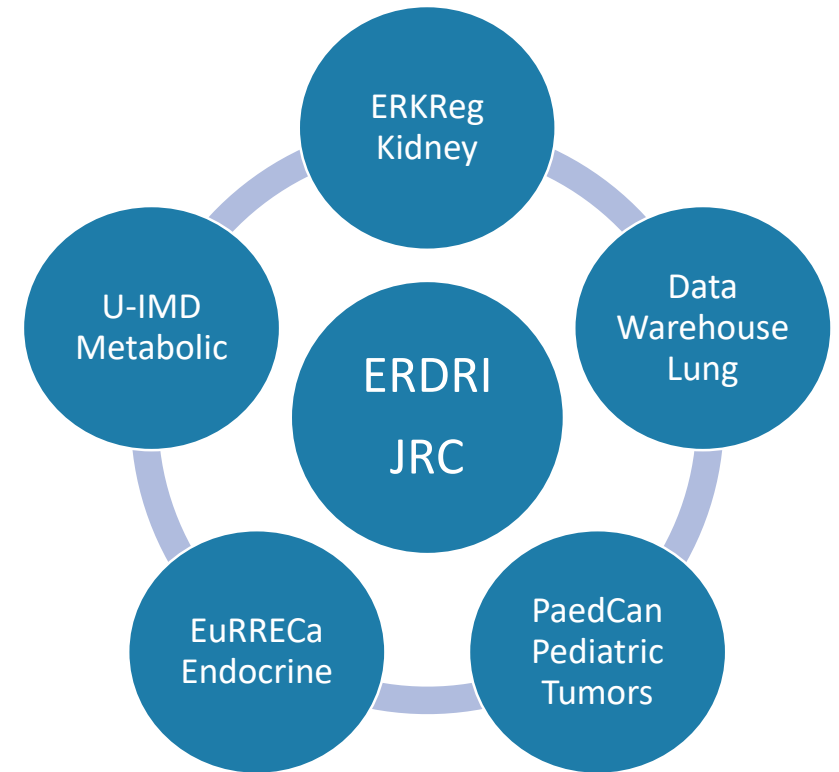 ERKReg
Kidney
Data
Warehouse
Lung
PaedCan
Pediatric
Tumors
EuRRECa
Endocrine
U-IMD
Metabolic
ERDRI
JRC